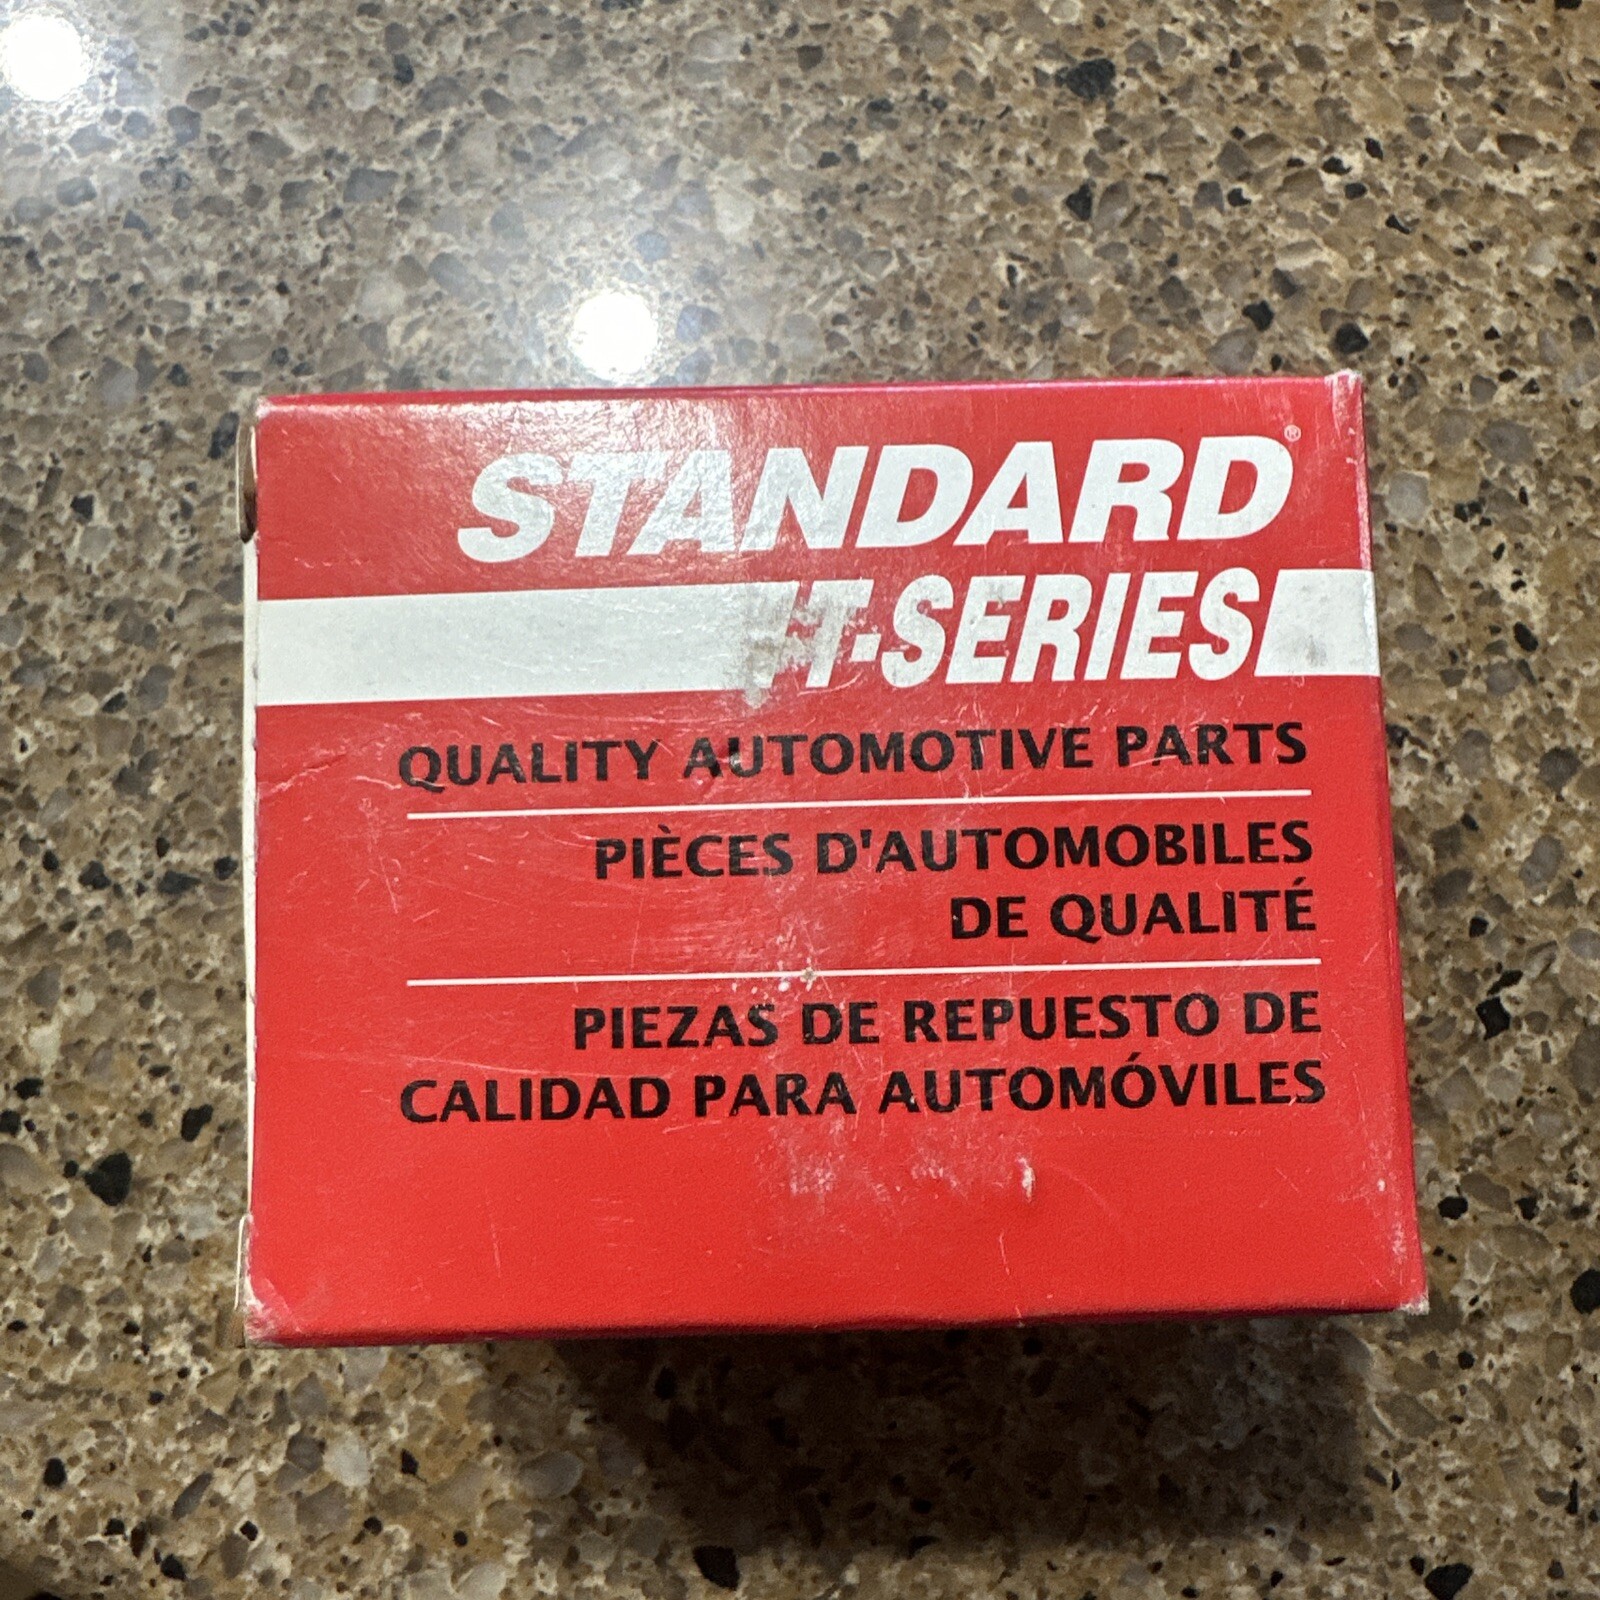 STANDARD®
T-SERIES
QUALITY AUTOMOTIVE PARTS
PIÈCES D'AUTOMOBILES
DE QUALITÉ
PIEZAS DE REPUESTO DE
CALIDAD PARA AUTOMÓVILES